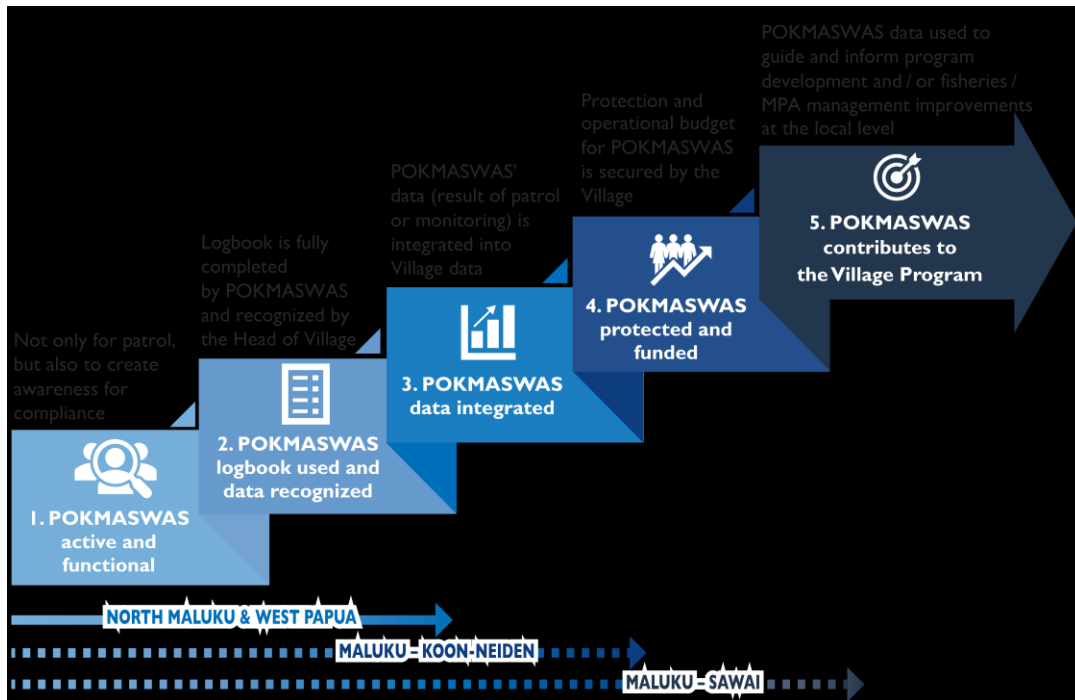 POKMASWAS data used to
guide and inform program
development and / or fisheries /
MPA management improvements
at the local level
Protection and
operational budget
for POKMASWAS
is secured by the
Village
POKMASWAS'
data (result of patrol
or monitoring) is
integrated into
Village data
Logbook is fully
completed
by POKMASWAS
and recognized by
the Head of Village
Not only for patrol,
but also to create
awareness for
compliance
1. POKMASWAS
active and
functional
2. POKMASWAS
logbook used and
data recognized
3. POKMASWAS
data integrated
4. POKMASWAS
protected and
funded
5. POKMASWAS
contributes to
the Village Program
NORTH MALUKU & WEST PAPUA
MALUKU – KOON-NEIDEN
MALUKU – SAWAI